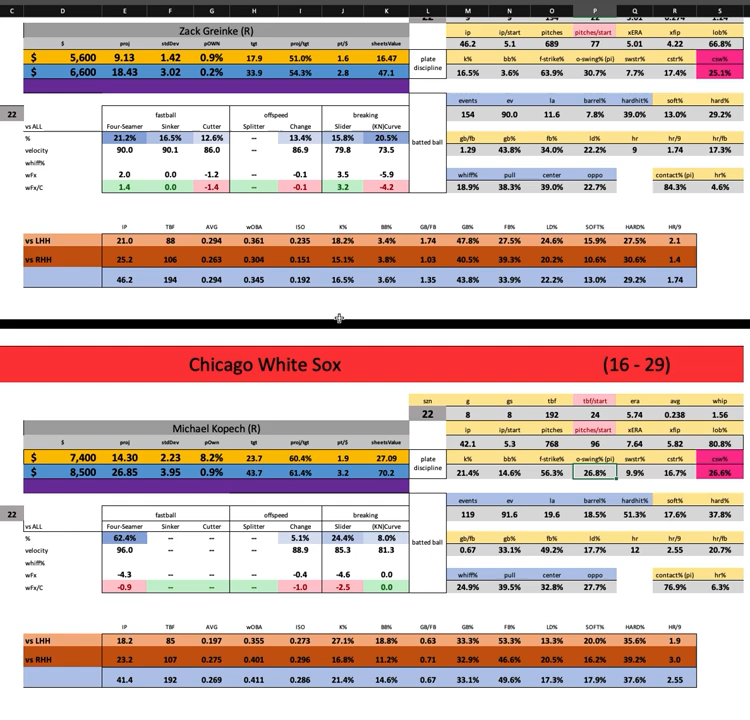 C D E F G H I J K L M N O P Q R S
22
Zack Greinke (R) ip ip/s pitches pitches/start xERA xfip lob%
$ proj stdDev pOWN tgt proj/tgt pt/$ sheetsValue 46.2 5.1 689 77 5.01 4.22 66.8%
$ 5,600 9.13 1.42 0.9% 17.9 51.0% 1.6 16.47 plate discipline k% bb% f-strike% o-swing% (pi) swstr% cstr% csw%
$ 6,600 18.43 3.02 0.2% 33.9 54.3% 2.8 47.1 16.5% 3.6% 63.9% 30.7% 7.7% 17.4% 25.1%
events ev la barrel% hardhit% soft% hard%
22 fastball offspeed breaking 154 90.0 11.6 7.8% 39.0% 13.0% 29.2%
vs ALL Four-Seamer Sinker Cutter Splitter Change Slider (KN)Curve
% 21.2% 16.5% 12.6% -- 13.4% 15.8% 20.5% batted ball gb/fb gb% fb% ld% hr hr/9 hr/fb
velocity 90.0 90.1 86.0 -- 86.9 79.8 73.5 1.29 43.8% 34.0% 22.2% 9 1.74 17.3%
whiff%
wFx 2.0 0.0 -1.2 -- -0.1 3.5 -5.9 whiff% pull center oppo contact% (pi) hr%
wFx/C 1.4 0.0 -1.4 -- -0.1 3.2 -4.2 18.9% 38.3% 39.0% 22.7% 84.3% 4.6%
IP TBF AVG wOBA ISO K% BB% GB/FB GB% FB% LD% SOFT% HARD% HR/9
vs LHH 21.0 88 0.294 0.361 0.235 18.2% 3.4% 1.74 47.8% 27.5% 24.6% 15.9% 27.5% 2.1
vs RHH 25.2 106 0.263 0.304 0.151 15.1% 3.8% 1.03 40.5% 39.3% 20.2% 10.6% 30.6% 1.4
46.2 194 0.294 0.345 0.192 16.5% 3.6% 1.35 43.8% 33.9% 22.2% 13.0% 29.2% 1.74
Chicago White Sox (16 - 29)
szn g gs tbf tbf/start era avg whip
22 8 8 192 24 5.74 0.238 1.56
Michael Kopech (R) ip ip/s pitches pitches/start xERA xfip lob%
$ proj stdDev pOwn tgt proj/tgt pt/$ sheetsValue 42.1 5.3 768 96 7.64 5.82 80.8%
$ 7,400 14.30 2.23 8.2% 23.7 60.4% 1.9 27.09 plate discipline k% bb% f-strike% o-swing% (pi) swstr% cstr% csw%
$ 8,500 26.85 3.95 0.9% 43.7 61.4% 3.2 70.2 21.4% 14.6% 56.3% 26.8% 9.9% 16.7% 26.6%
events ev la barrel% hardhit% soft% hard%
22 fastball offspeed breaking 119 91.6 19.6 18.5% 51.3% 17.6% 37.8%
vs ALL Four-Seamer Sinker Cutter Splitter Change Slider (KN)Curve
% 62.4% -- -- -- 5.1% 24.4% 8.0% batted ball gb/fb gb% fb% ld% hr hr/9 hr/fb
velocity 96.0 -- -- -- 88.9 85.3 81.3 0.67 33.1% 49.2% 17.7% 12 2.55 20.7%
whiff%
wFx -4.3 -- -- -- -0.4 -4.6 0.0 whiff% pull center oppo contact% (pi) hr%
wFx/C -0.9 -- -- -- -1.0 -2.5 0.0 24.9% 39.5% 32.8% 27.7% 76.9% 6.3%
IP TBF AVG wOBA ISO K% BB% GB/FB GB% FB% LD% SOFT% HARD% HR/9
vs LHH 18.2 85 0.197 0.355 0.273 27.1% 18.8% 0.63 33.3% 53.3% 13.3% 20.0% 35.6% 1.9
vs RHH 23.2 107 0.275 0.401 0.296 16.8% 11.2% 0.71 32.9% 46.6% 20.5% 16.2% 39.2% 3.0
41.4 192 0.269 0.411 0.286 21.4% 14.6% 0.67 33.1% 49.6% 17.3% 17.9% 37.6% 2.55